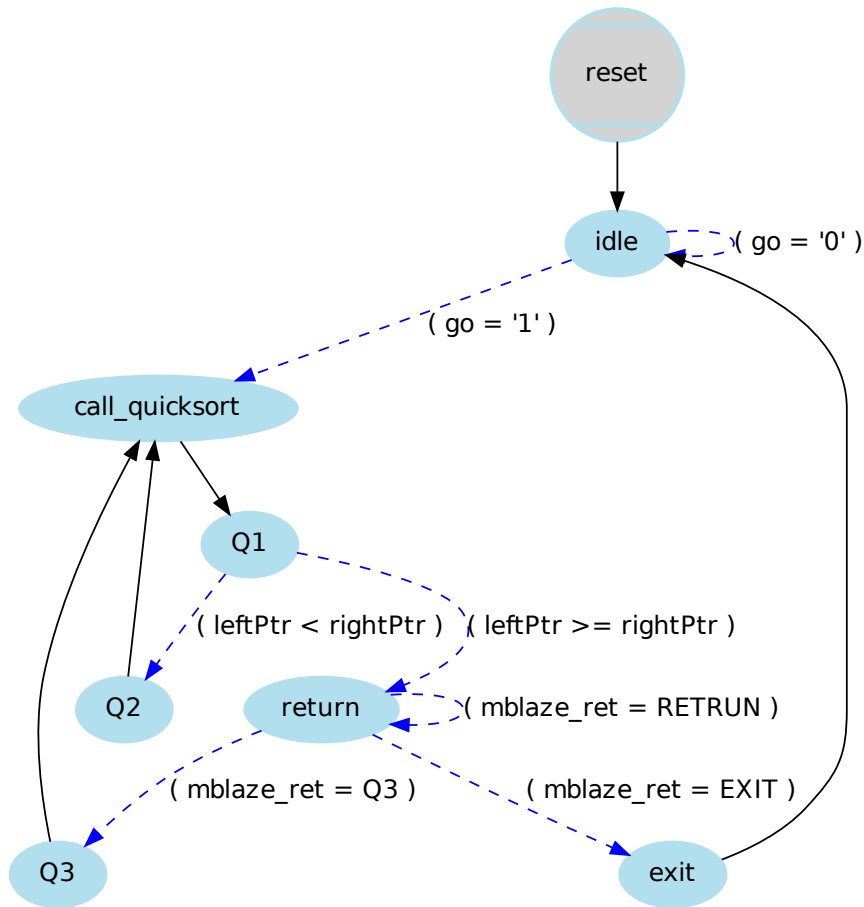 reset
idle
( go = '0' )
( go = '1' )
call_quicksort
Q1
( leftPtr < rightPtr )
( leftPtr >= rightPtr )
Q2
return
( mblaze_ret = RETRUN )
( mblaze_ret = Q3 )
( mblaze_ret = EXIT )
Q3
exit